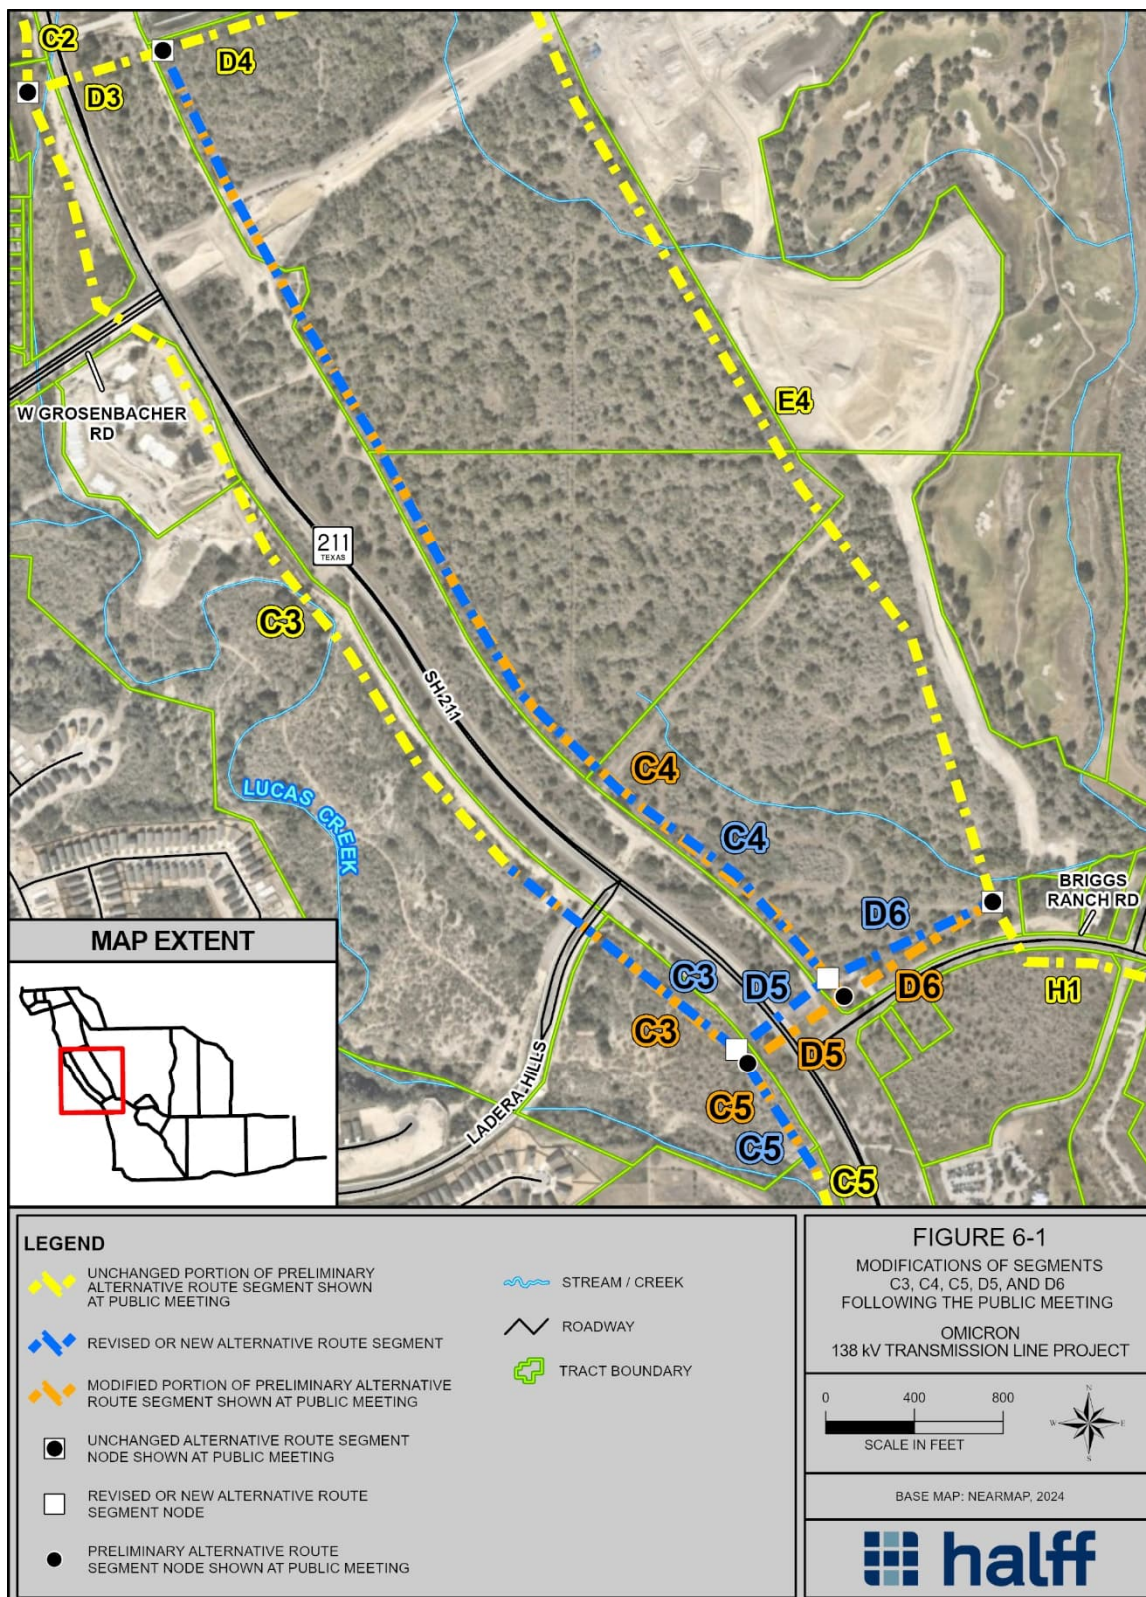 C2
D3
D4
W GROSENBACHER
RD
E4
211
TEXAS
C3
SH 211
LUCAS CREEK
C4
C4
BRIGGS
RANCH RD
D6
C3
D5
D6
H1
C3
D5
C5
C5
C5
LADERA HILLS
MAP EXTENT
LEGEND
UNCHANGED PORTION OF PRELIMINARY
ALTERNATIVE ROUTE SEGMENT SHOWN
AT PUBLIC MEETING
REVISED OR NEW ALTERNATIVE ROUTE SEGMENT
MODIFIED PORTION OF PRELIMINARY ALTERNATIVE
ROUTE SEGMENT SHOWN AT PUBLIC MEETING
UNCHANGED ALTERNATIVE ROUTE SEGMENT
NODE SHOWN AT PUBLIC MEETING
REVISED OR NEW ALTERNATIVE ROUTE
SEGMENT NODE
PRELIMINARY ALTERNATIVE ROUTE
SEGMENT NODE SHOWN AT PUBLIC MEETING
STREAM / CREEK
ROADWAY
TRACT BOUNDARY
FIGURE 6-1
MODIFICATIONS OF SEGMENTS
C3, C4, C5, D5, AND D6
FOLLOWING THE PUBLIC MEETING
OMICRON
138 kV TRANSMISSION LINE PROJECT
0 400 800
SCALE IN FEET
N
W E
S
BASE MAP: NEARMAP, 2024
halff